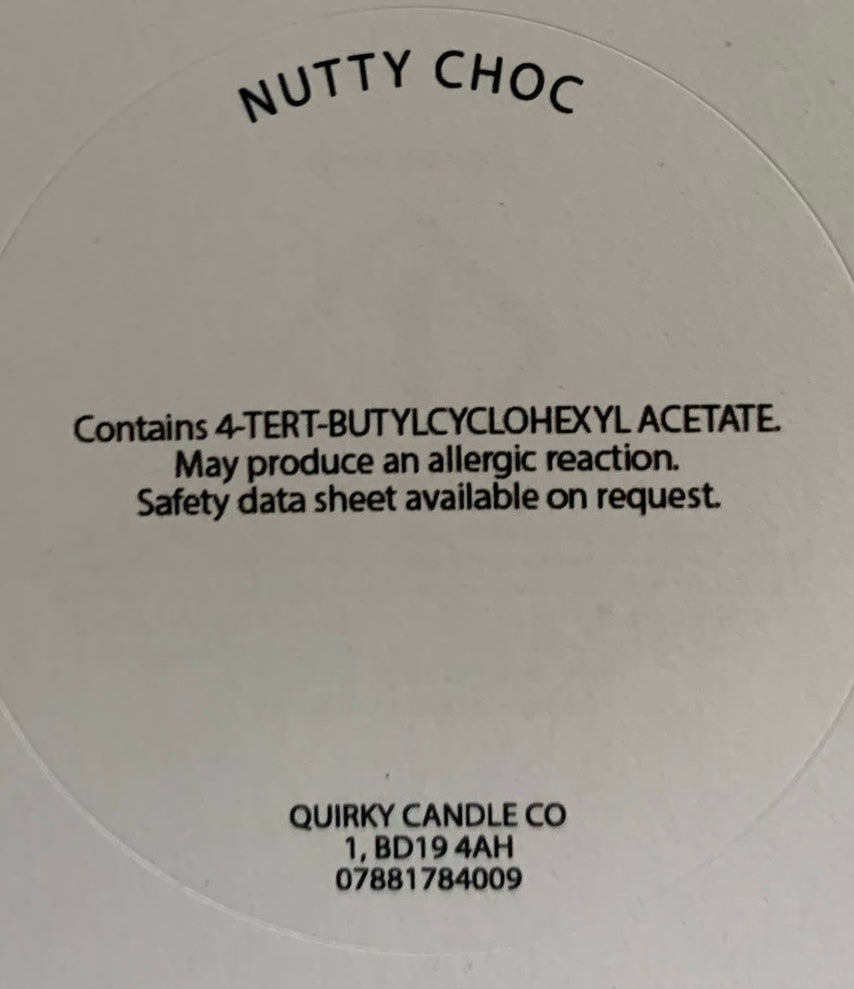 NUTTY CHOC
Contains 4-TERT-BUTYLCYCLOHEXYL ACETATE.
May produce an allergic reaction.
Safety data sheet available on request.
QUIRKY CANDLE CO
1, BD19 4AH
07881784009